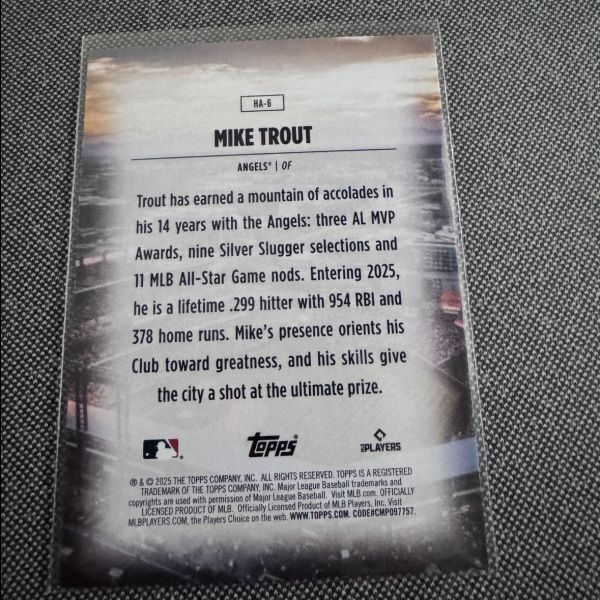 HA-6
MIKE TROUT
ANGELS® | OF
Trout has earned a mountain of accolades in
his 14 years with the Angels: three AL MVP
Awards, nine Silver Slugger selections and
11 MLB All-Star Game nods. Entering 2025,
he is a lifetime .299 hitter with 954 RBI and
378 home runs. Mike's presence orients his
Club toward greatness, and his skills give
the city a shot at the ultimate prize.
topps® MLB PLAYERS
® & © 2025 THE TOPPS COMPANY, INC. ALL RIGHTS RESERVED. TOPPS IS A REGISTERED
TRADEMARK OF THE TOPPS COMPANY, INC. Major League Baseball trademarks and
copyrights are used with permission of Major League Baseball. Visit MLB.com. OFFICIALLY
LICENSED PRODUCT OF MLB. Officially Licensed Product of MLB Players, Inc. Visit
MLBPLAYERS.COM, the Players Choice on the web. WWW.TOPPS.COM. CODE#CMP097757.